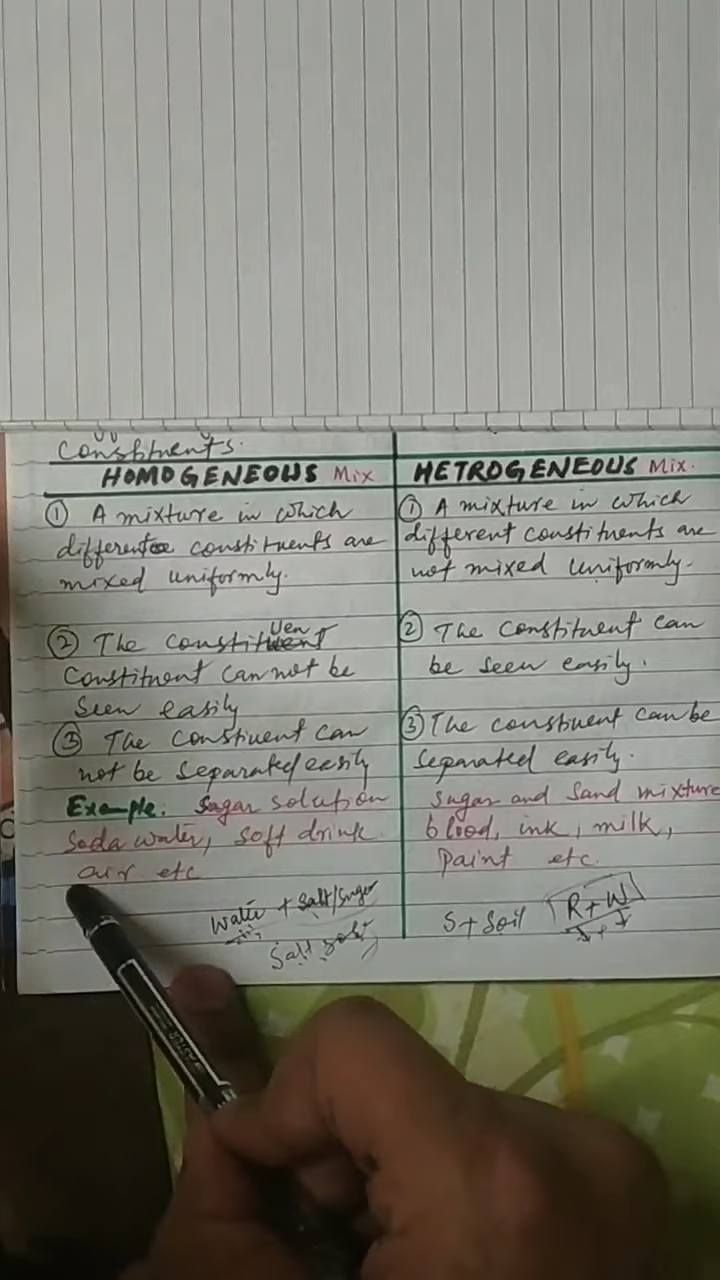 Constituents.
HOMOGENEOUS Mix
① A mixture in which
different constituents are
mixed uniformly.
② The constituent
Constituent can not be
seen easily
③ The constiuent can
not be separated easily
Example: Sugar solution
Soda water, soft drink
air etc
Water + Salt/Sugar
Salt sol
HETROGENEOUS Mix.
① A mixture in which
different constituents are
not mixed uniformly.
② The constituent can
be seen easily.
③ The constuent can be
separated easily.
sugar and sand mixture
blood, ink, milk,
paint etc.
S + Soil
R + W